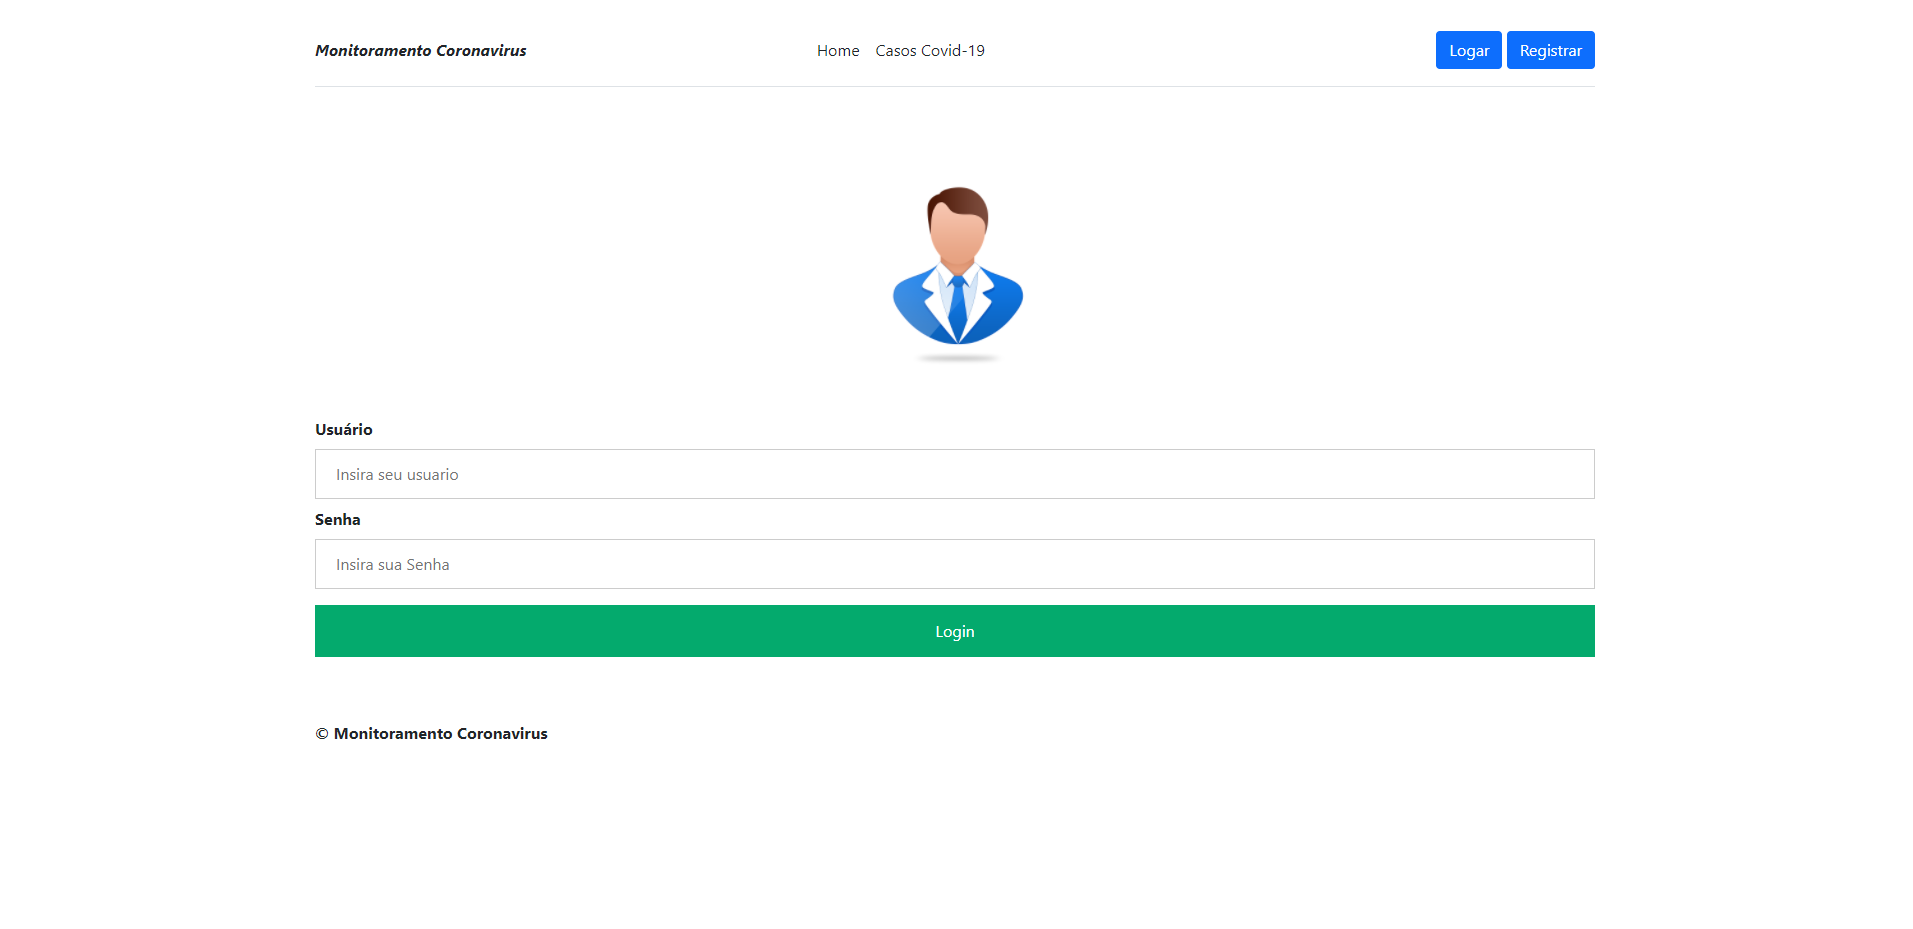 Monitoramento Coronavirus
Home Casos Covid-19
Logar Registrar
Usuário
Insira seu usuario
Senha
Insira sua Senha
Login
© Monitoramento Coronavirus